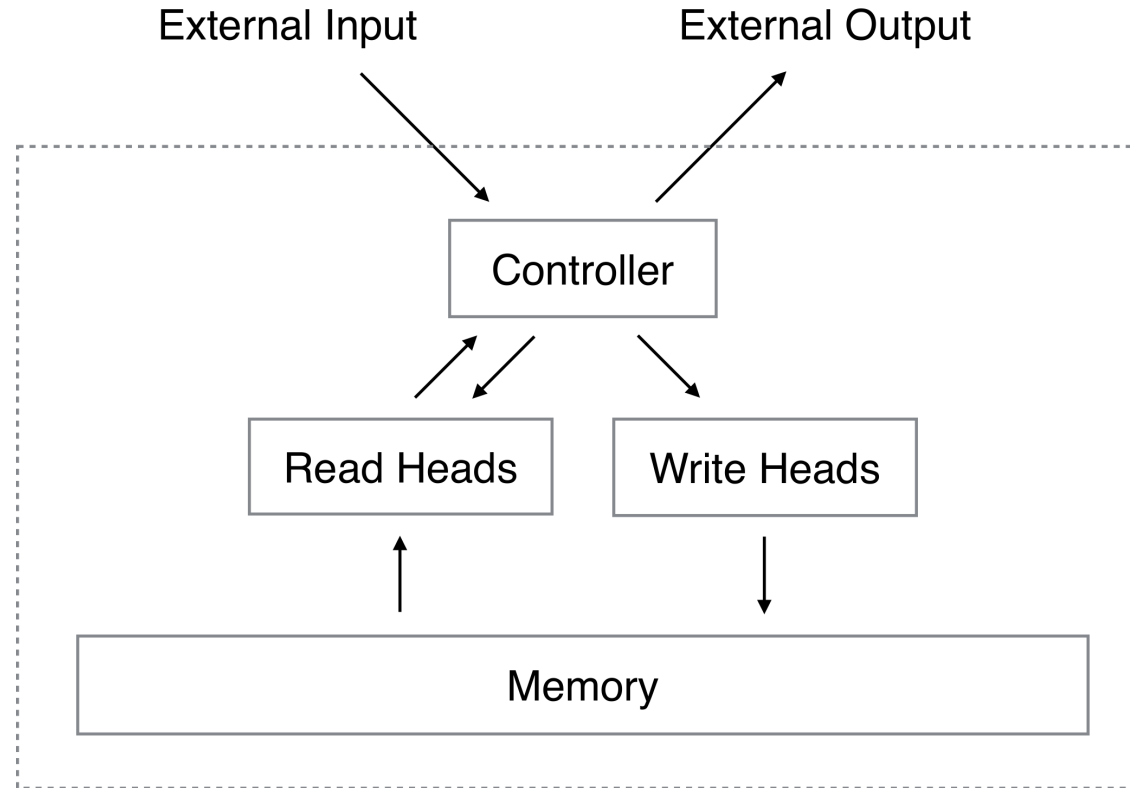 External Input
External Output
Controller
Read Heads
Write Heads
Memory